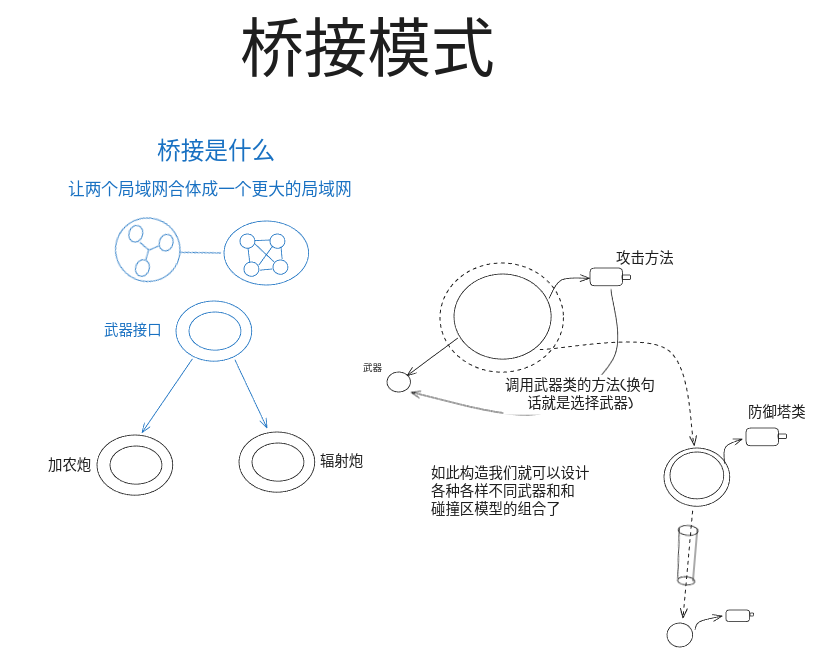 桥接模式
桥接是什么
让两个局域网合体成一个更大的局域网
武器接口
加农炮
辐射炮
攻击方法
武器
调用武器类的方法(换句
话就是选择武器)
防御塔类
如此构造我们就可以设计
各种各样不同武器和和
碰撞区模型的组合了